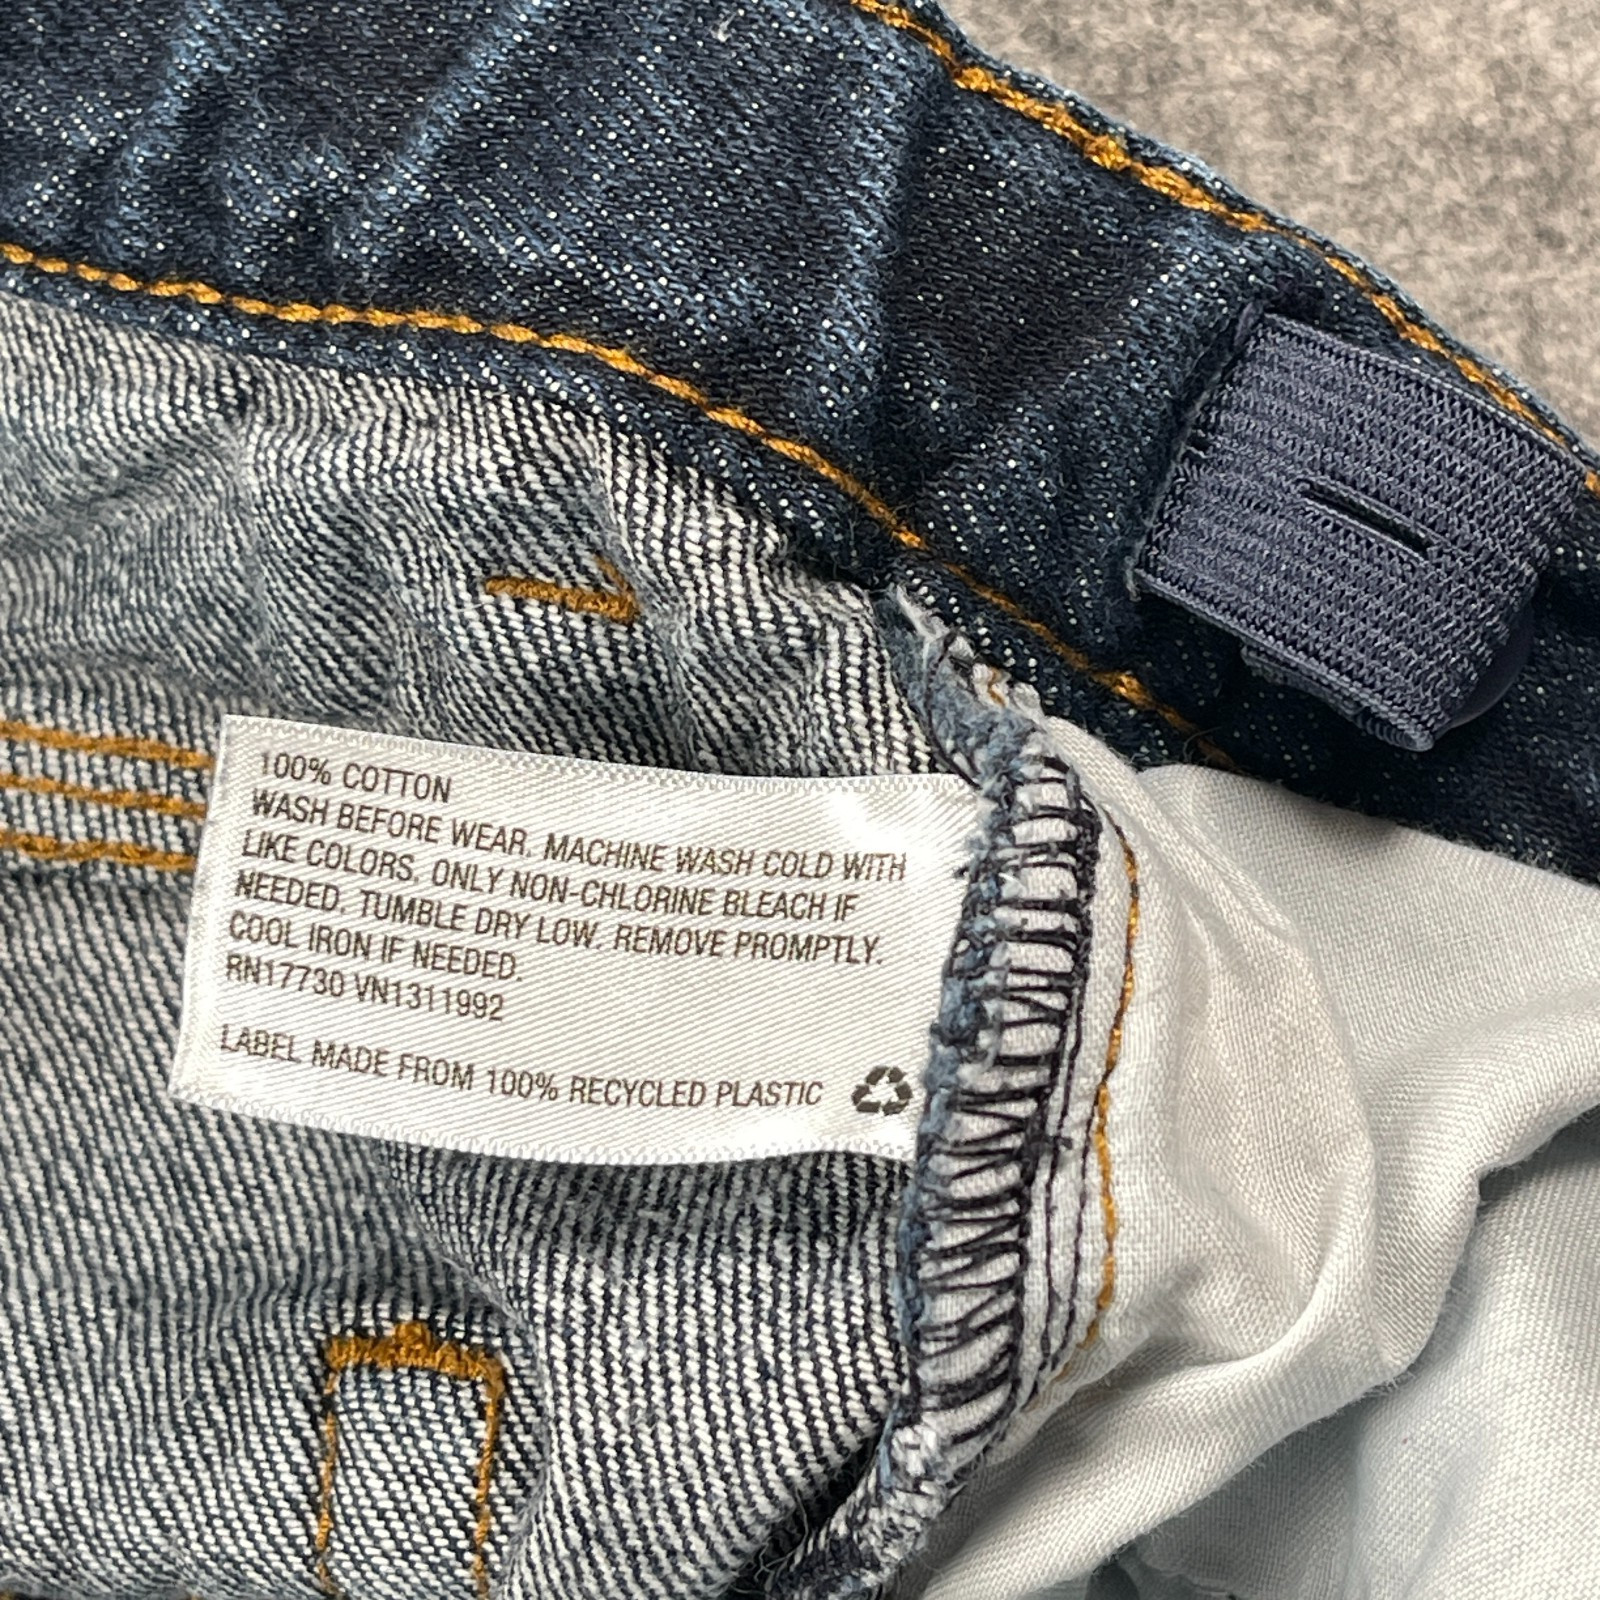 100% COTTON
WASH BEFORE WEAR. MACHINE WASH COLD WITH
LIKE COLORS. ONLY NON-CHLORINE BLEACH IF
NEEDED. TUMBLE DRY LOW. REMOVE PROMPTLY.
COOL IRON IF NEEDED.
RN17730 VN1311992
LABEL MADE FROM 100% RECYCLED PLASTIC